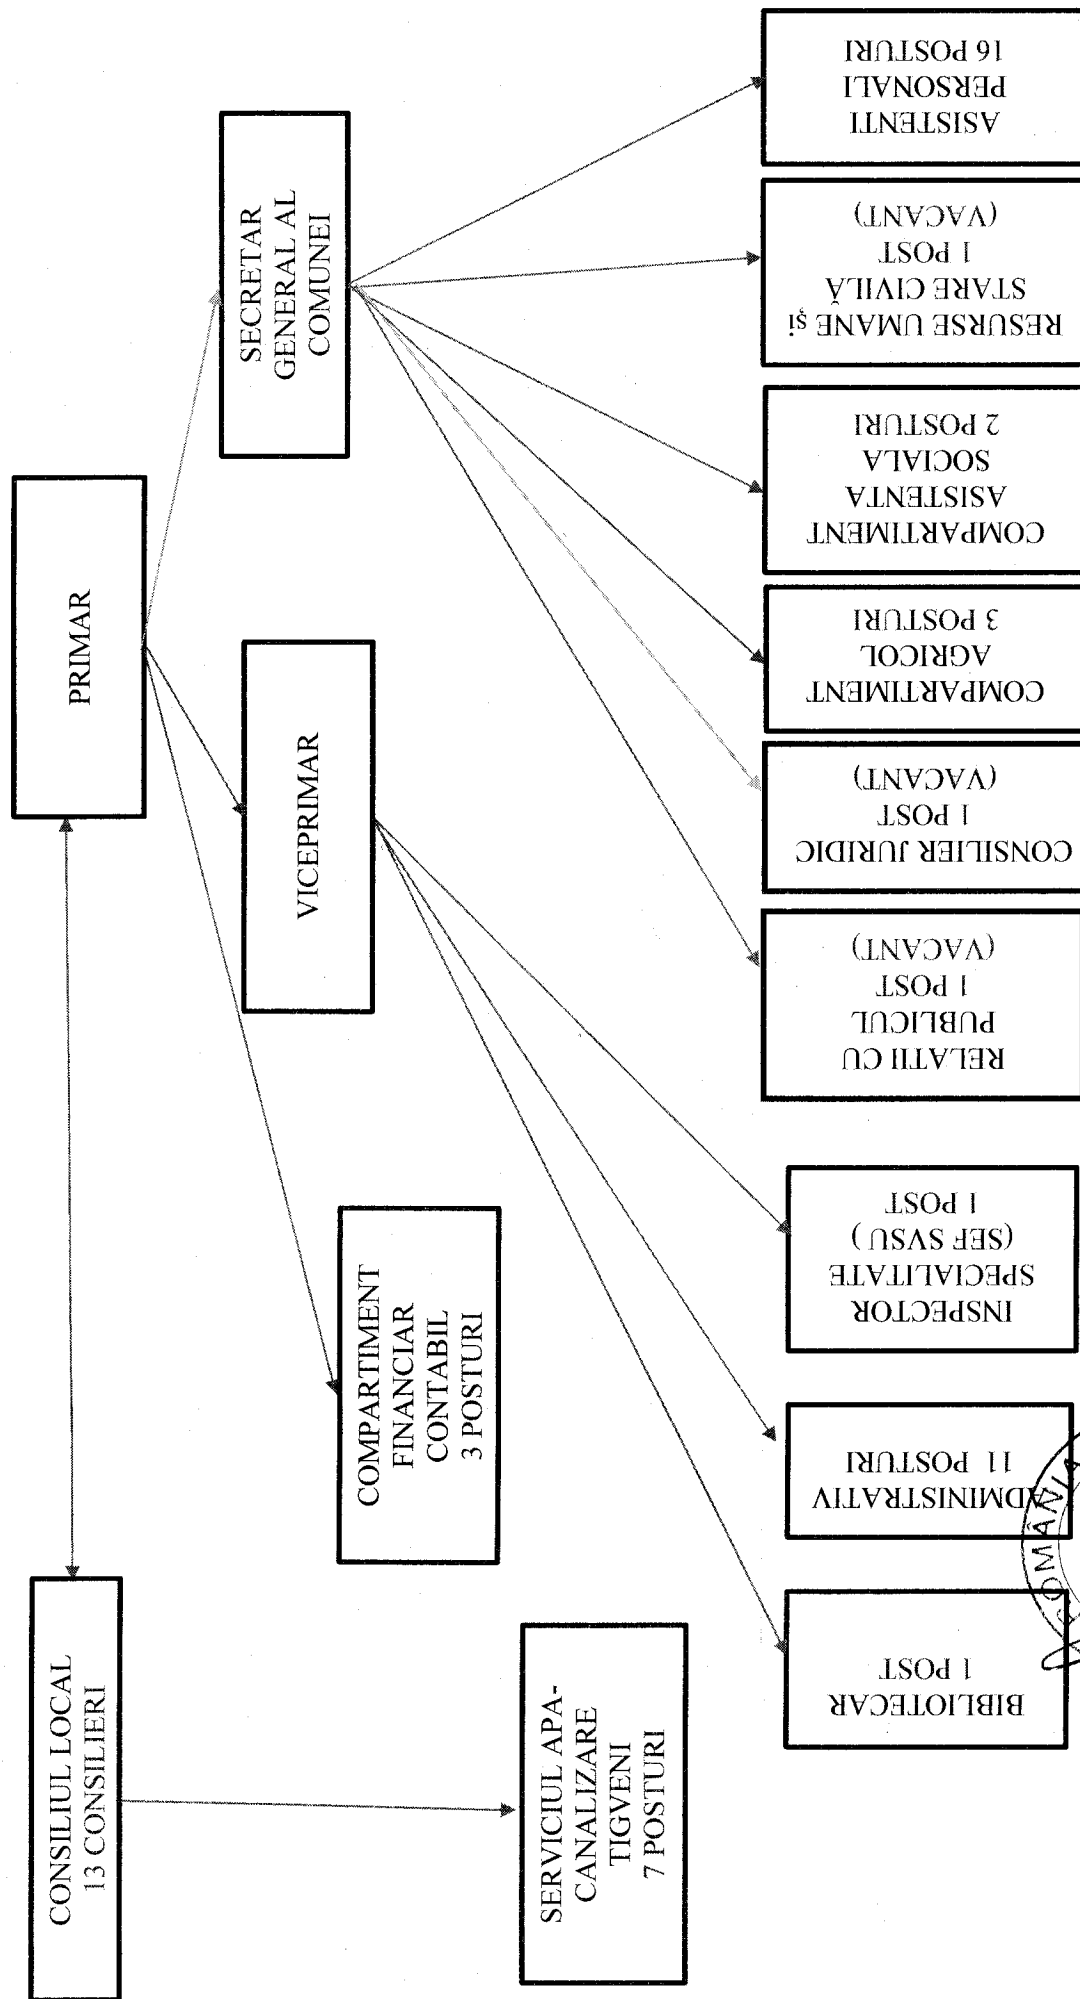 CONSILIUL LOCAL
13 CONSILIERI
PRIMAR
SERVICIUL APA-
CANALIZARE
TIGVENI
7 POSTURI
COMPARTIMENT
FINANCIAR
CONTABIL
3 POSTURI
VICEPRIMAR
SECRETAR
GENERAL AL
COMUNEI
BIBLIOTECAR
1 POST
ADMINISTRATIV
11 POSTURI
INSPECTOR
SPECIALITATE
(SEF SVSU )
1 POST
RELATII CU
PUBLICUL
1 POST
(VACANT)
CONSILIER JURIDIC
1 POST
(VACANT)
COMPARTIMENT
AGRICOL
3 POSTURI
COMPARTIMENT
ASISTENTA
SOCIALA
2 POSTURI
RESURSE UMANE și
STARE CIVILĂ
1 POST
(VACANT)
ASISTENTI
PERSONALI
16 POSTURI
ROMÂNIA